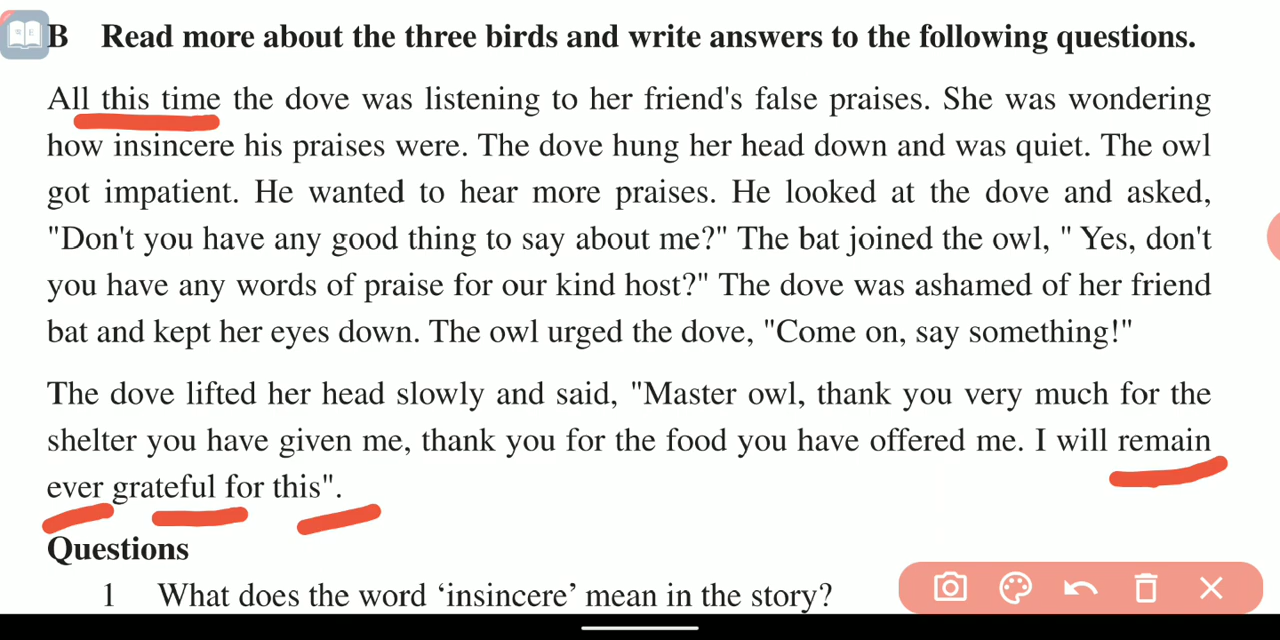 B Read more about the three birds and write answers to the following questions.
All this time the dove was listening to her friend's false praises. She was wondering
how insincere his praises were. The dove hung her head down and was quiet. The owl
got impatient. He wanted to hear more praises. He looked at the dove and asked,
"Don't you have any good thing to say about me?" The bat joined the owl, " Yes, don't
you have any words of praise for our kind host?" The dove was ashamed of her friend
bat and kept her eyes down. The owl urged the dove, "Come on, say something!"
The dove lifted her head slowly and said, "Master owl, thank you very much for the
shelter you have given me, thank you for the food you have offered me. I will remain
ever grateful for this".
Questions
1 What does the word ‘insincere’ mean in the story?